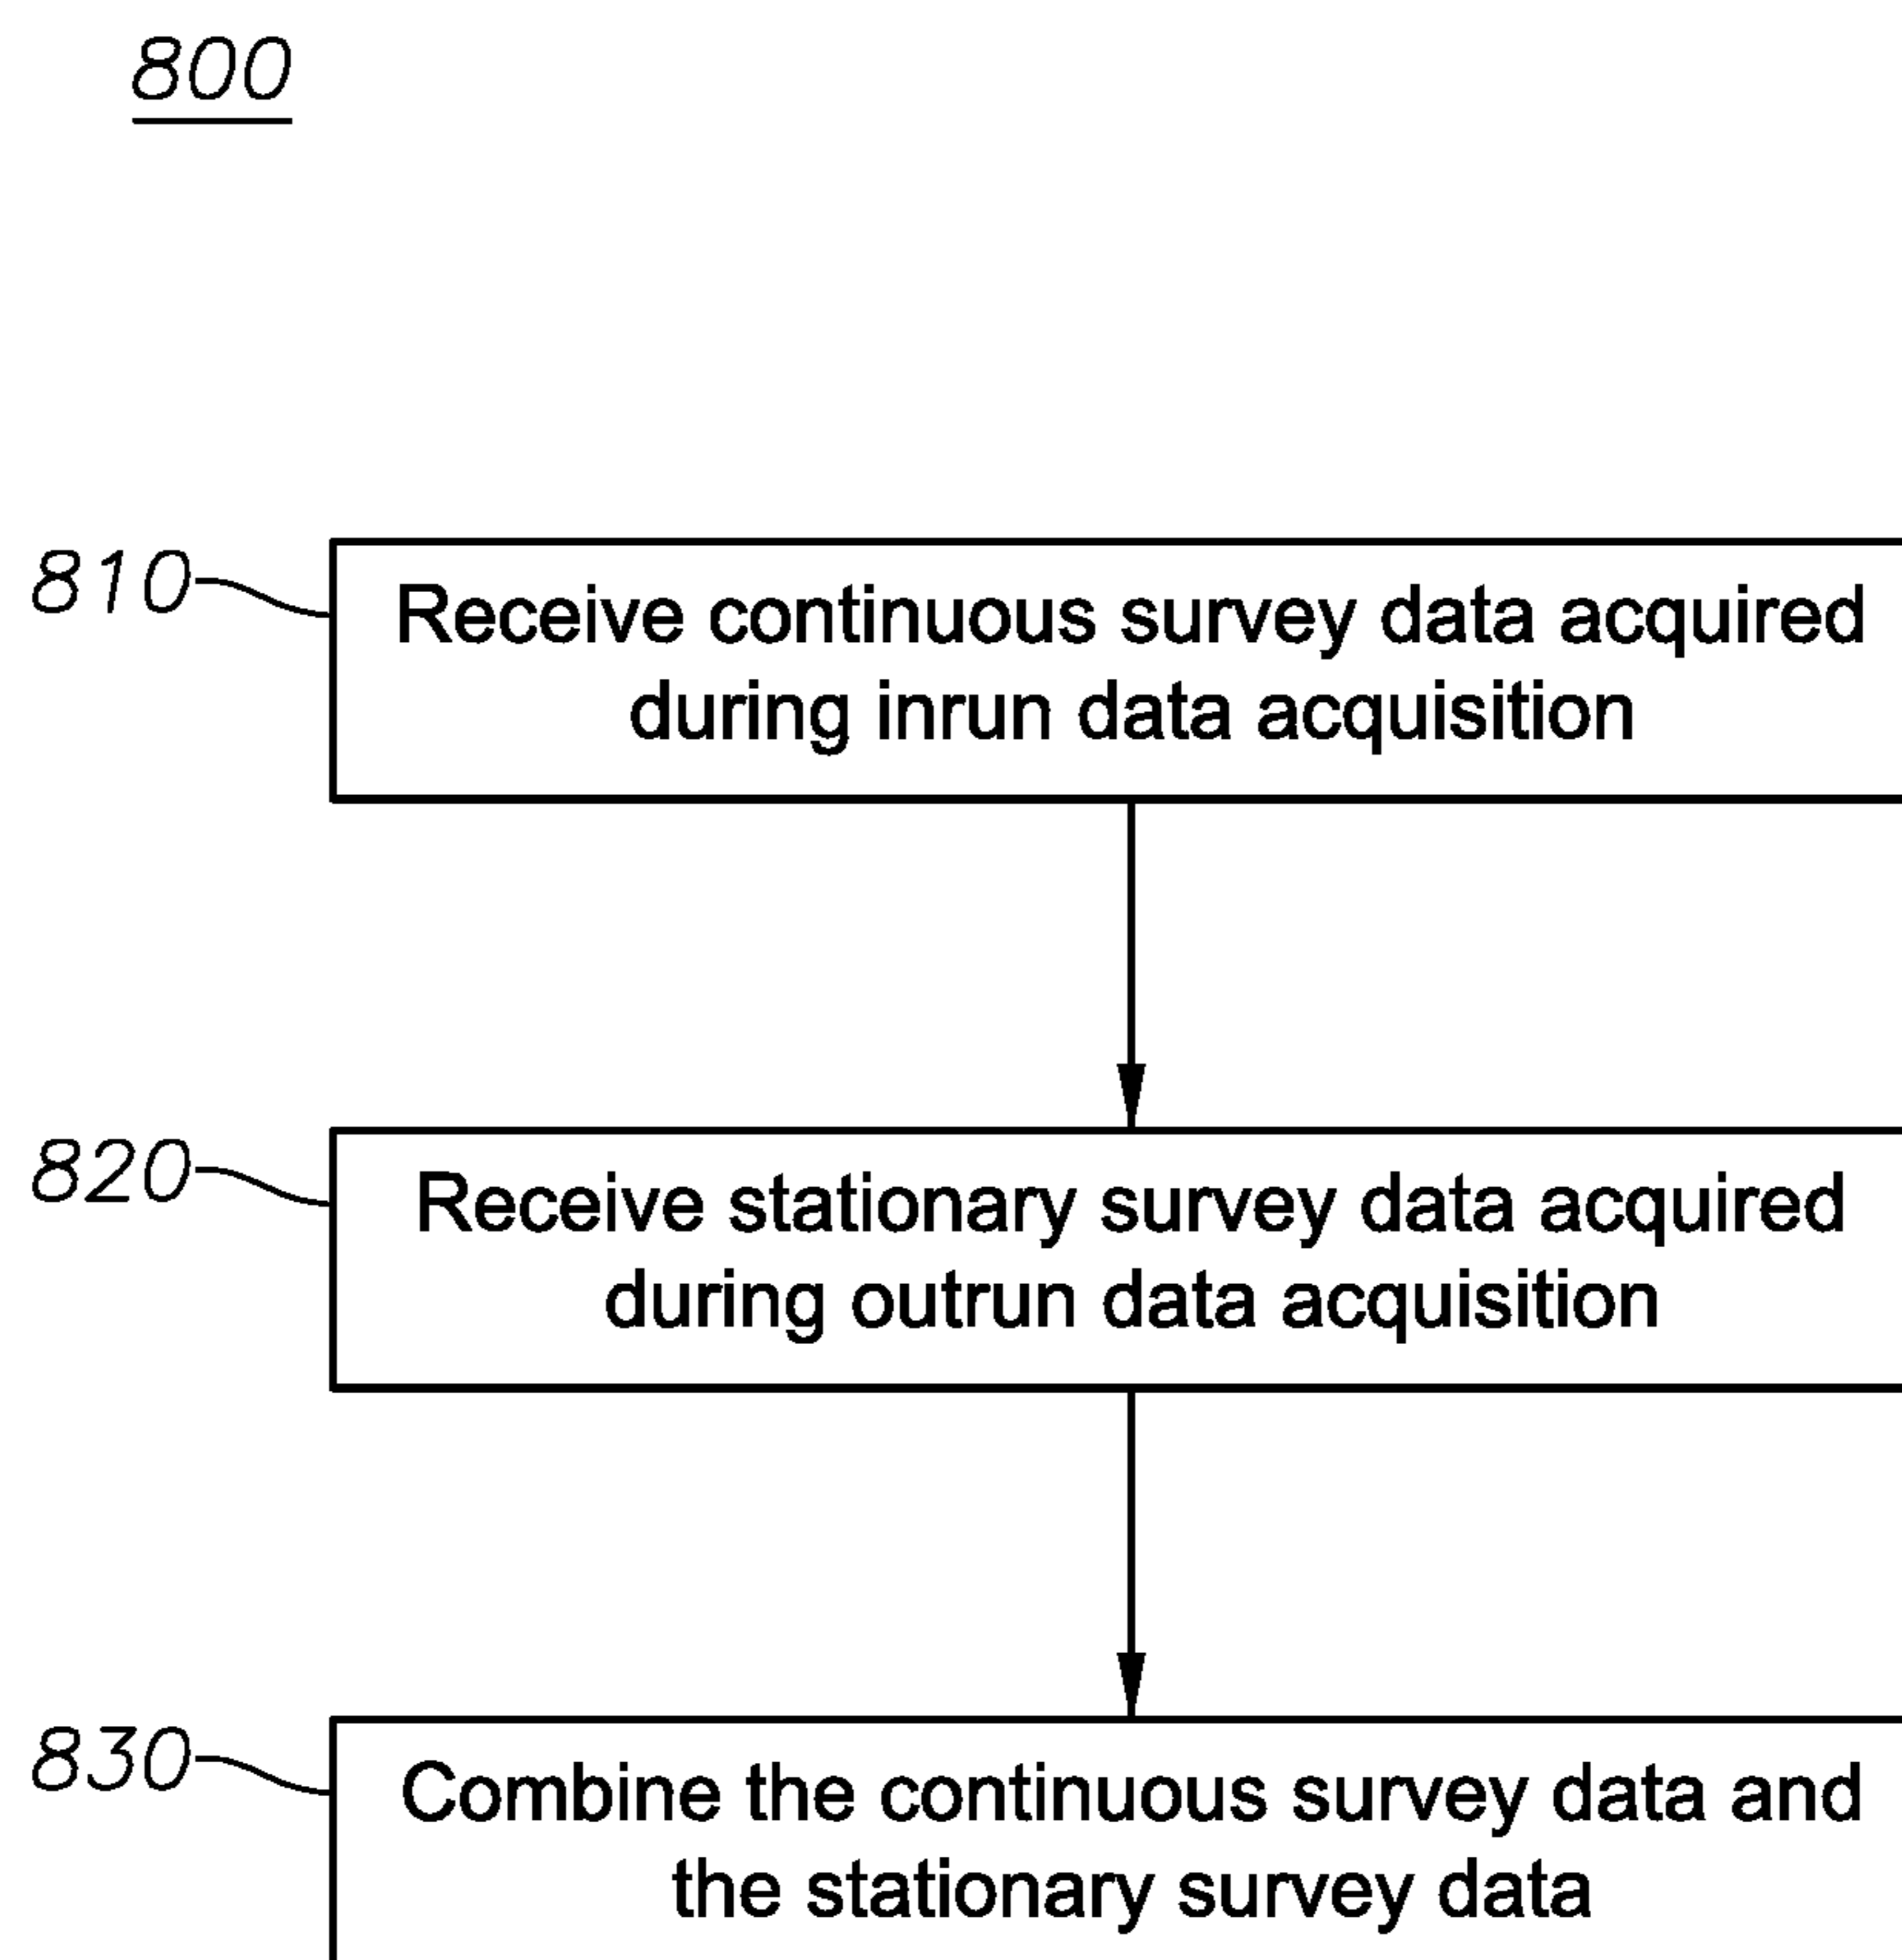 800
810
Receive continuous survey data acquired
during inrun data acquisition
820
Receive stationary survey data acquired
during outrun data acquisition
830
Combine the continuous survey data and
the stationary survey data